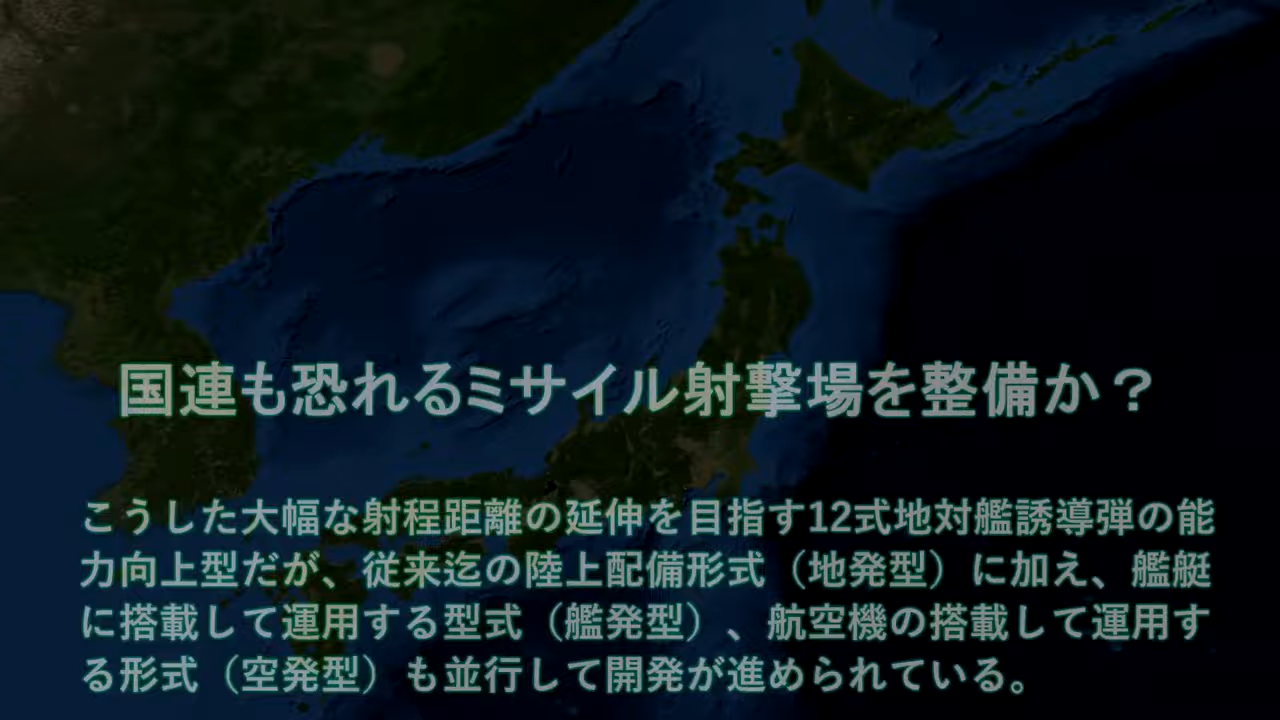 国連も恐れるミサイル射撃場を整備か？
こうした大幅な射程距離の延伸を目指す12式地対艦誘導弾の能
力向上型だが、従来迄の陸上配備形式（地発型）に加え、艦艇
に搭載して運用する型式（艦発型）、航空機の搭載して運用す
る形式（空発型）も並行して開発が進められている。